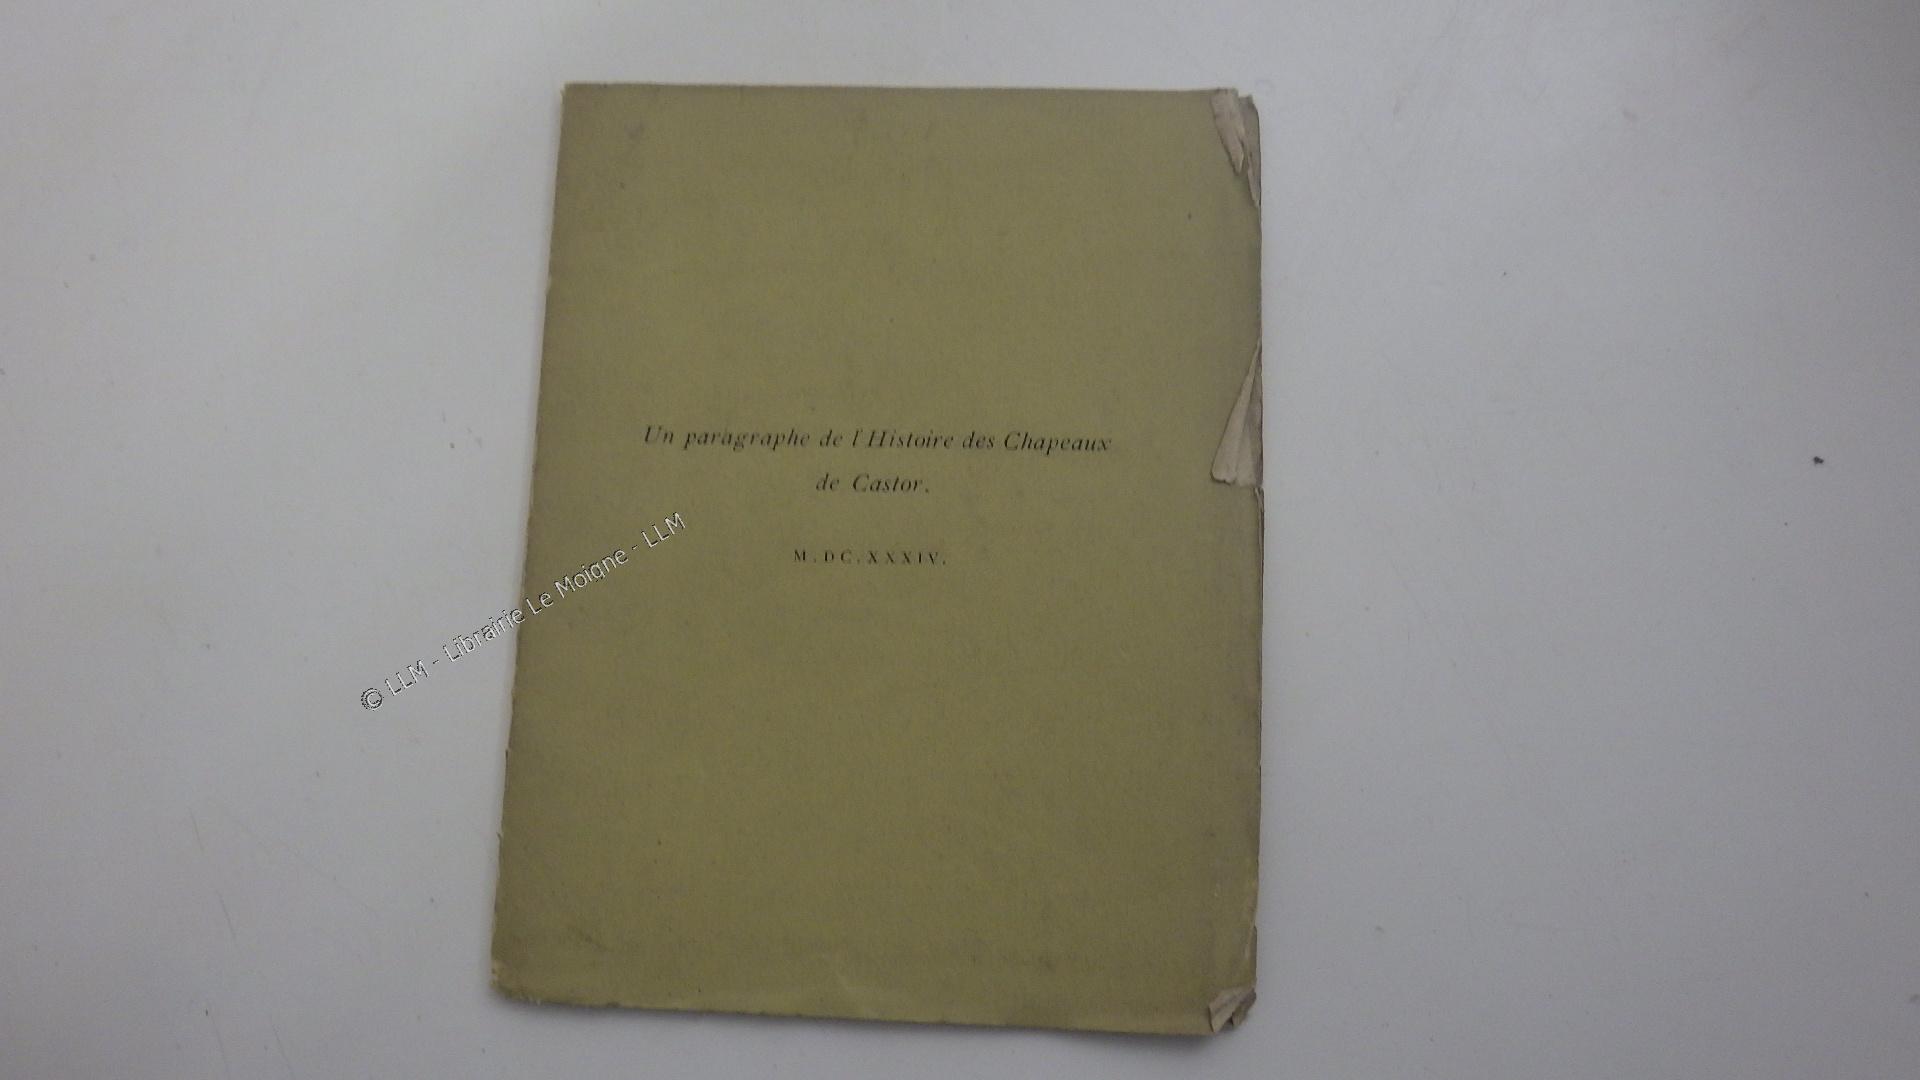 Un paragraphe de l'Histoire des Chapeaux
de Castor.
M.DC.XXXIV.
© LLM - Librairie Le Moigne - LLM